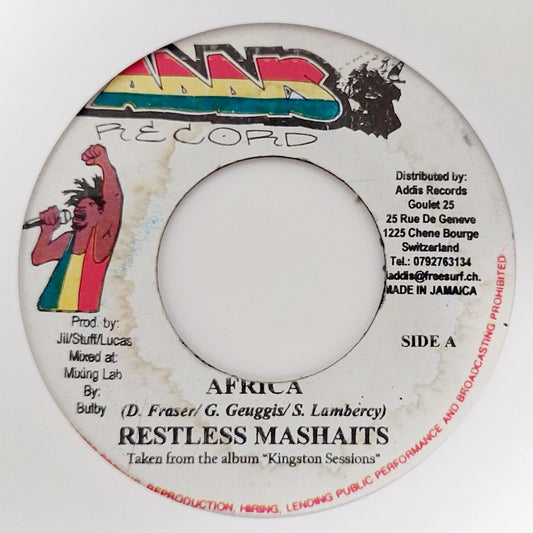 ADDIS
RECORD
Distributed by:
Addis Records
Goulet 25
25 Rue De Geneve
1225 Chene Bourge
Switzerland
Tel.: 0792763134
addis@freesurf.ch.
MADE IN JAMAICA
Prod. by:
Jil/Stuff/Lucas
Mixed at:
Mixing Lab
By:
Bulby
SIDE A
AFRICA
(D. Fraser/ G. Geuggis/ S. Lambercy)
RESTLESS MASHAITS
Taken from the album "Kingston Sessions"
REPRODUCTION, HIRING, LENDING PUBLIC PERFORMANCE AND BROADCASTING PROHIBITED